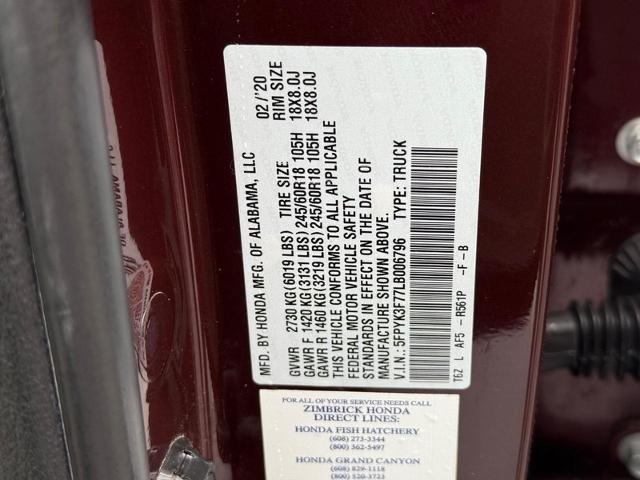 MFD. BY HONDA MFG. OF ALABAMA, LLC 02/'20
GVWR 2730 KG (6019 LBS) TIRE SIZE RIM SIZE
GAWR F 1420 KG (3131 LBS) 245/60R18 105H 18X8.0J
GAWR R 1460 KG (3219 LBS) 245/60R18 105H 18X8.0J
THIS VEHICLE CONFORMS TO ALL APPLICABLE
FEDERAL MOTOR VEHICLE SAFETY
STANDARDS IN EFFECT ON THE DATE OF
MANUFACTURE SHOWN ABOVE.
V.I.N.: 5FPYK3F77LB006796 TYPE: TRUCK
T6Z L AF5 - R561P -F -B
FOR ALL OF YOUR SERVICE NEEDS CALL
ZIMBRICK HONDA
DIRECT LINES:
HONDA FISH HATCHERY
(608) 273-3344
(800) 362-5497
HONDA GRAND CANYON
(608) 829-1118
(800) 520-3723